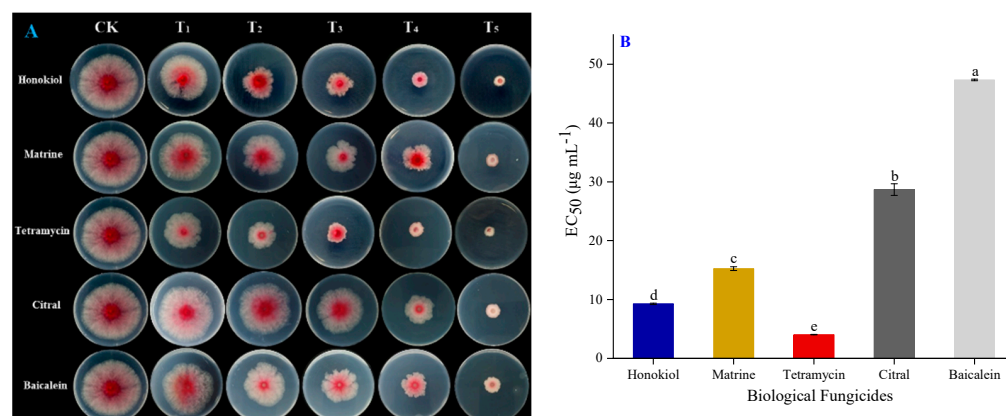 A
CK T₁ T₂ T₃ T₄ T₅
Honokiol
Matrine
Tetramycin
Citral
Baicalein
B
EC₅₀ (μg mL⁻¹)
50
40
30
20
10
0
a
b
c
d
e
Honokiol Matrine Tetramycin Citral Baicalein
Biological Fungicides